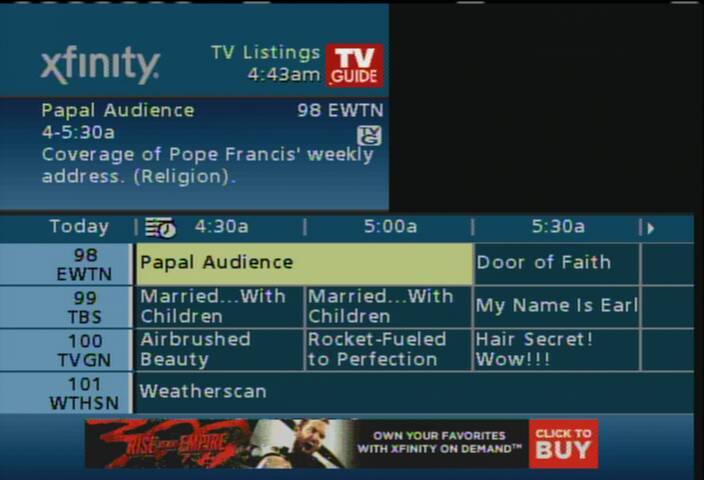 xfinity.
TV Listings
4:43am
TV
GUIDE
Papal Audience 98 EWTN
4-5:30a
TV
G
Coverage of Pope Francis' weekly
address. (Religion).
Today 4:30a 5:00a 5:30a
98
EWTN
Papal Audience
Door of Faith
99
TBS
Married...With
Children
Married...With
Children
My Name Is Earl
100
TVGN
Airbrushed
Beauty
Rocket-Fueled
to Perfection
Hair Secret!
Wow!!!
101
WTHSN
Weatherscan
300
RISE OF AN EMPIRE
OWN YOUR FAVORITES
WITH XFINITY ON DEMAND™
CLICK TO
BUY